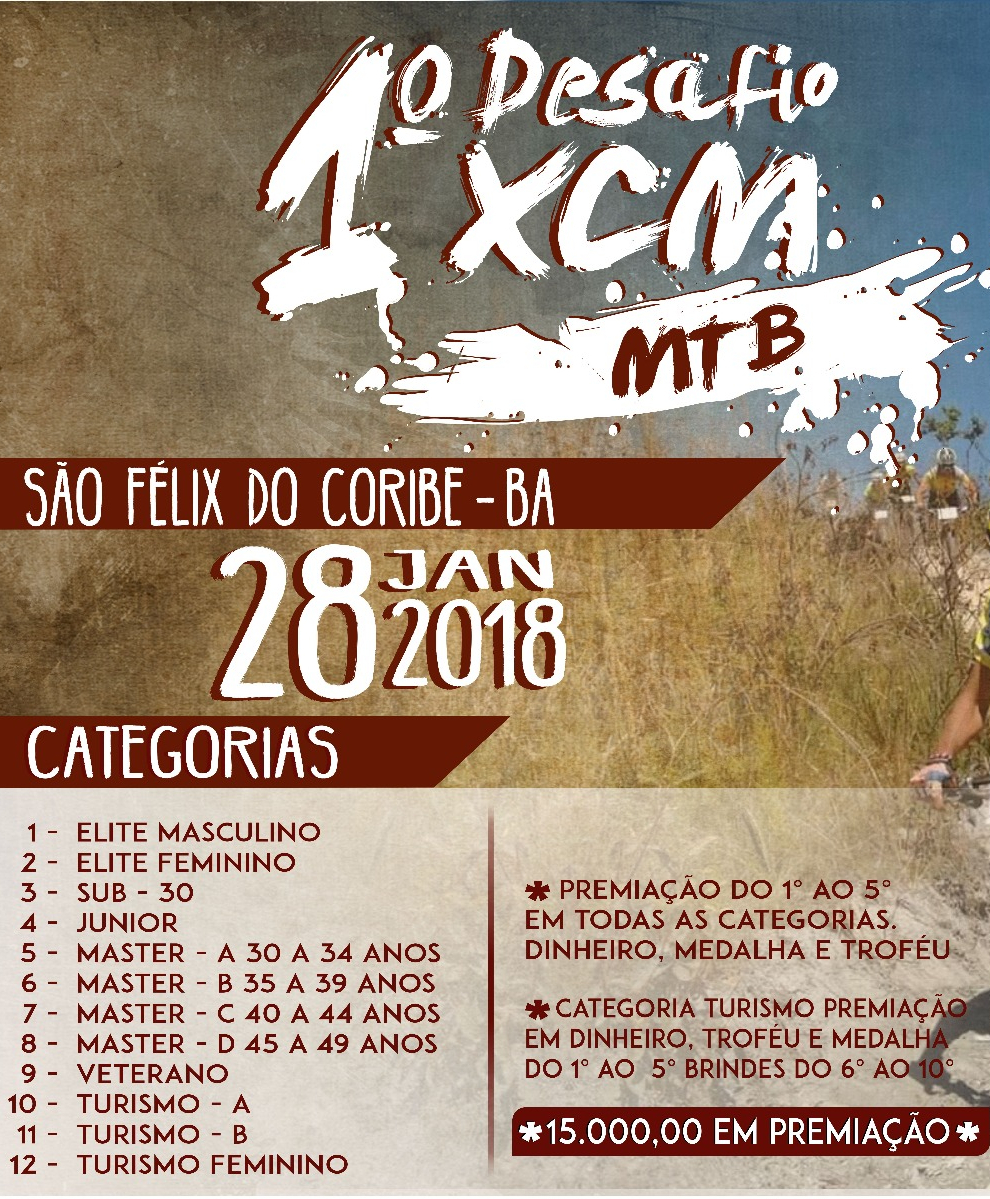 1º Desafio
XCM
MTB
SÃO FÉLIX DO CORIBE - BA
28 JAN
2018
CATEGORIAS
1 - ELITE MASCULINO
2 - ELITE FEMININO
3 - SUB - 30
4 - JUNIOR
5 - MASTER - A 30 A 34 ANOS
6 - MASTER - B 35 A 39 ANOS
7 - MASTER - C 40 A 44 ANOS
8 - MASTER - D 45 A 49 ANOS
9 - VETERANO
10 - TURISMO - A
11 - TURISMO - B
12 - TURISMO FEMININO
* PREMIAÇÃO DO 1° AO 5°
EM TODAS AS CATEGORIAS.
DINHEIRO, MEDALHA E TROFÉU
* CATEGORIA TURISMO PREMIAÇÃO
EM DINHEIRO, TROFÉU E MEDALHA
DO 1° AO 5° BRINDES DO 6° AO 10°
*15.000,00 EM PREMIAÇÃO*